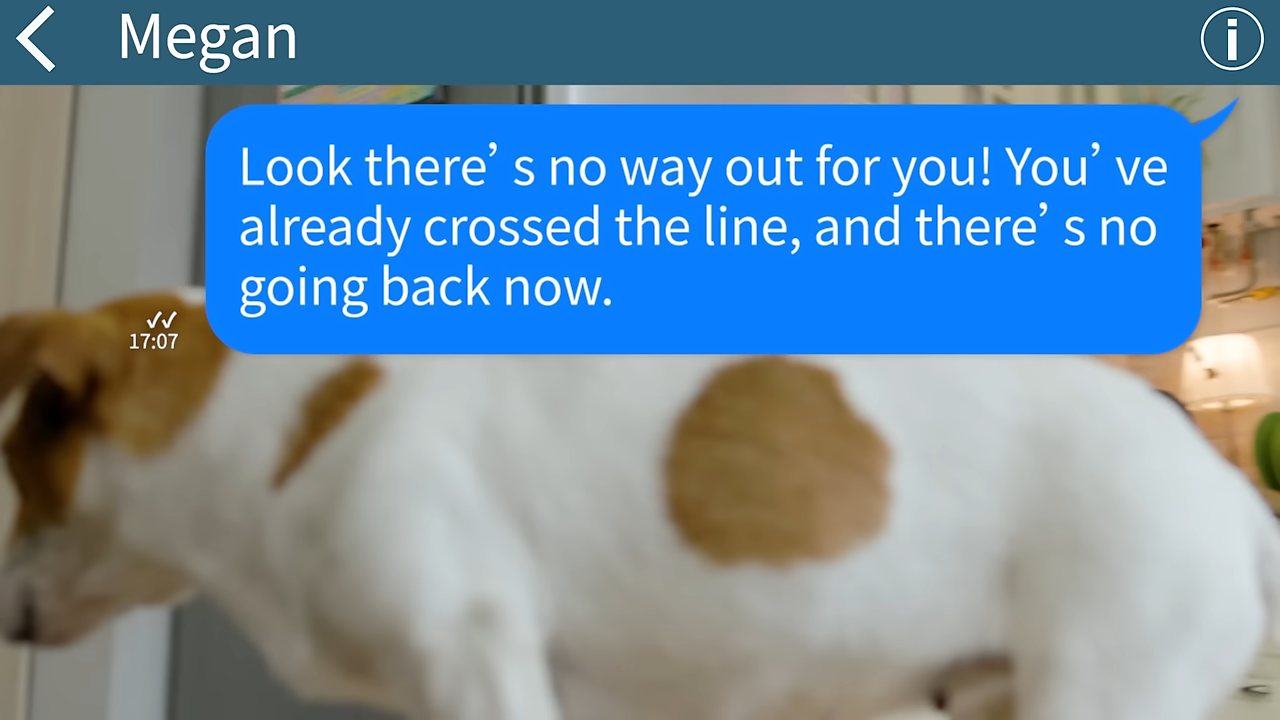 Megan
Look there’s no way out for you! You’ve
already crossed the line, and there’s no
going back now.
17:07